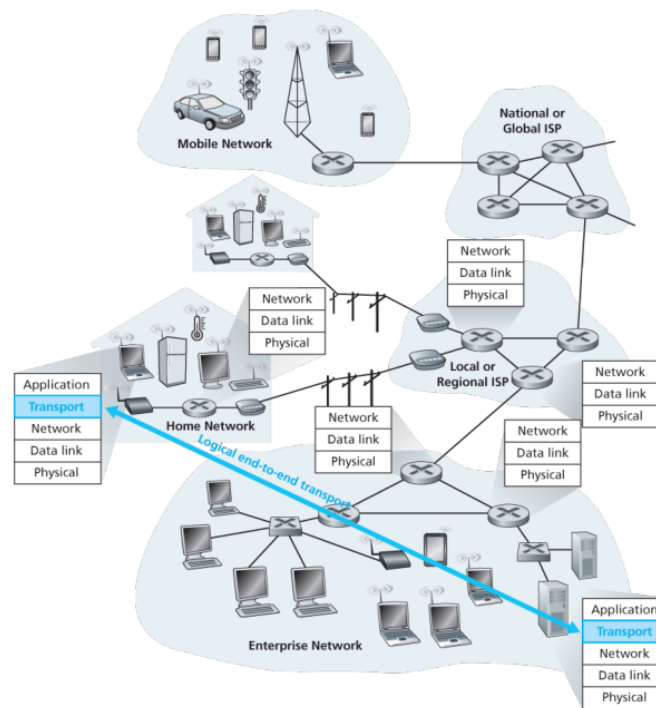 National or
Global ISP
Mobile Network
Network
Data link
Physical
Network
Data link
Physical
Local or
Regional ISP
Network
Data link
Physical
Application
Transport
Network
Data link
Physical
Home Network
Network
Data link
Physical
Network
Data link
Physical
Logical end-to-end transport
Enterprise Network
Application
Transport
Network
Data link
Physical